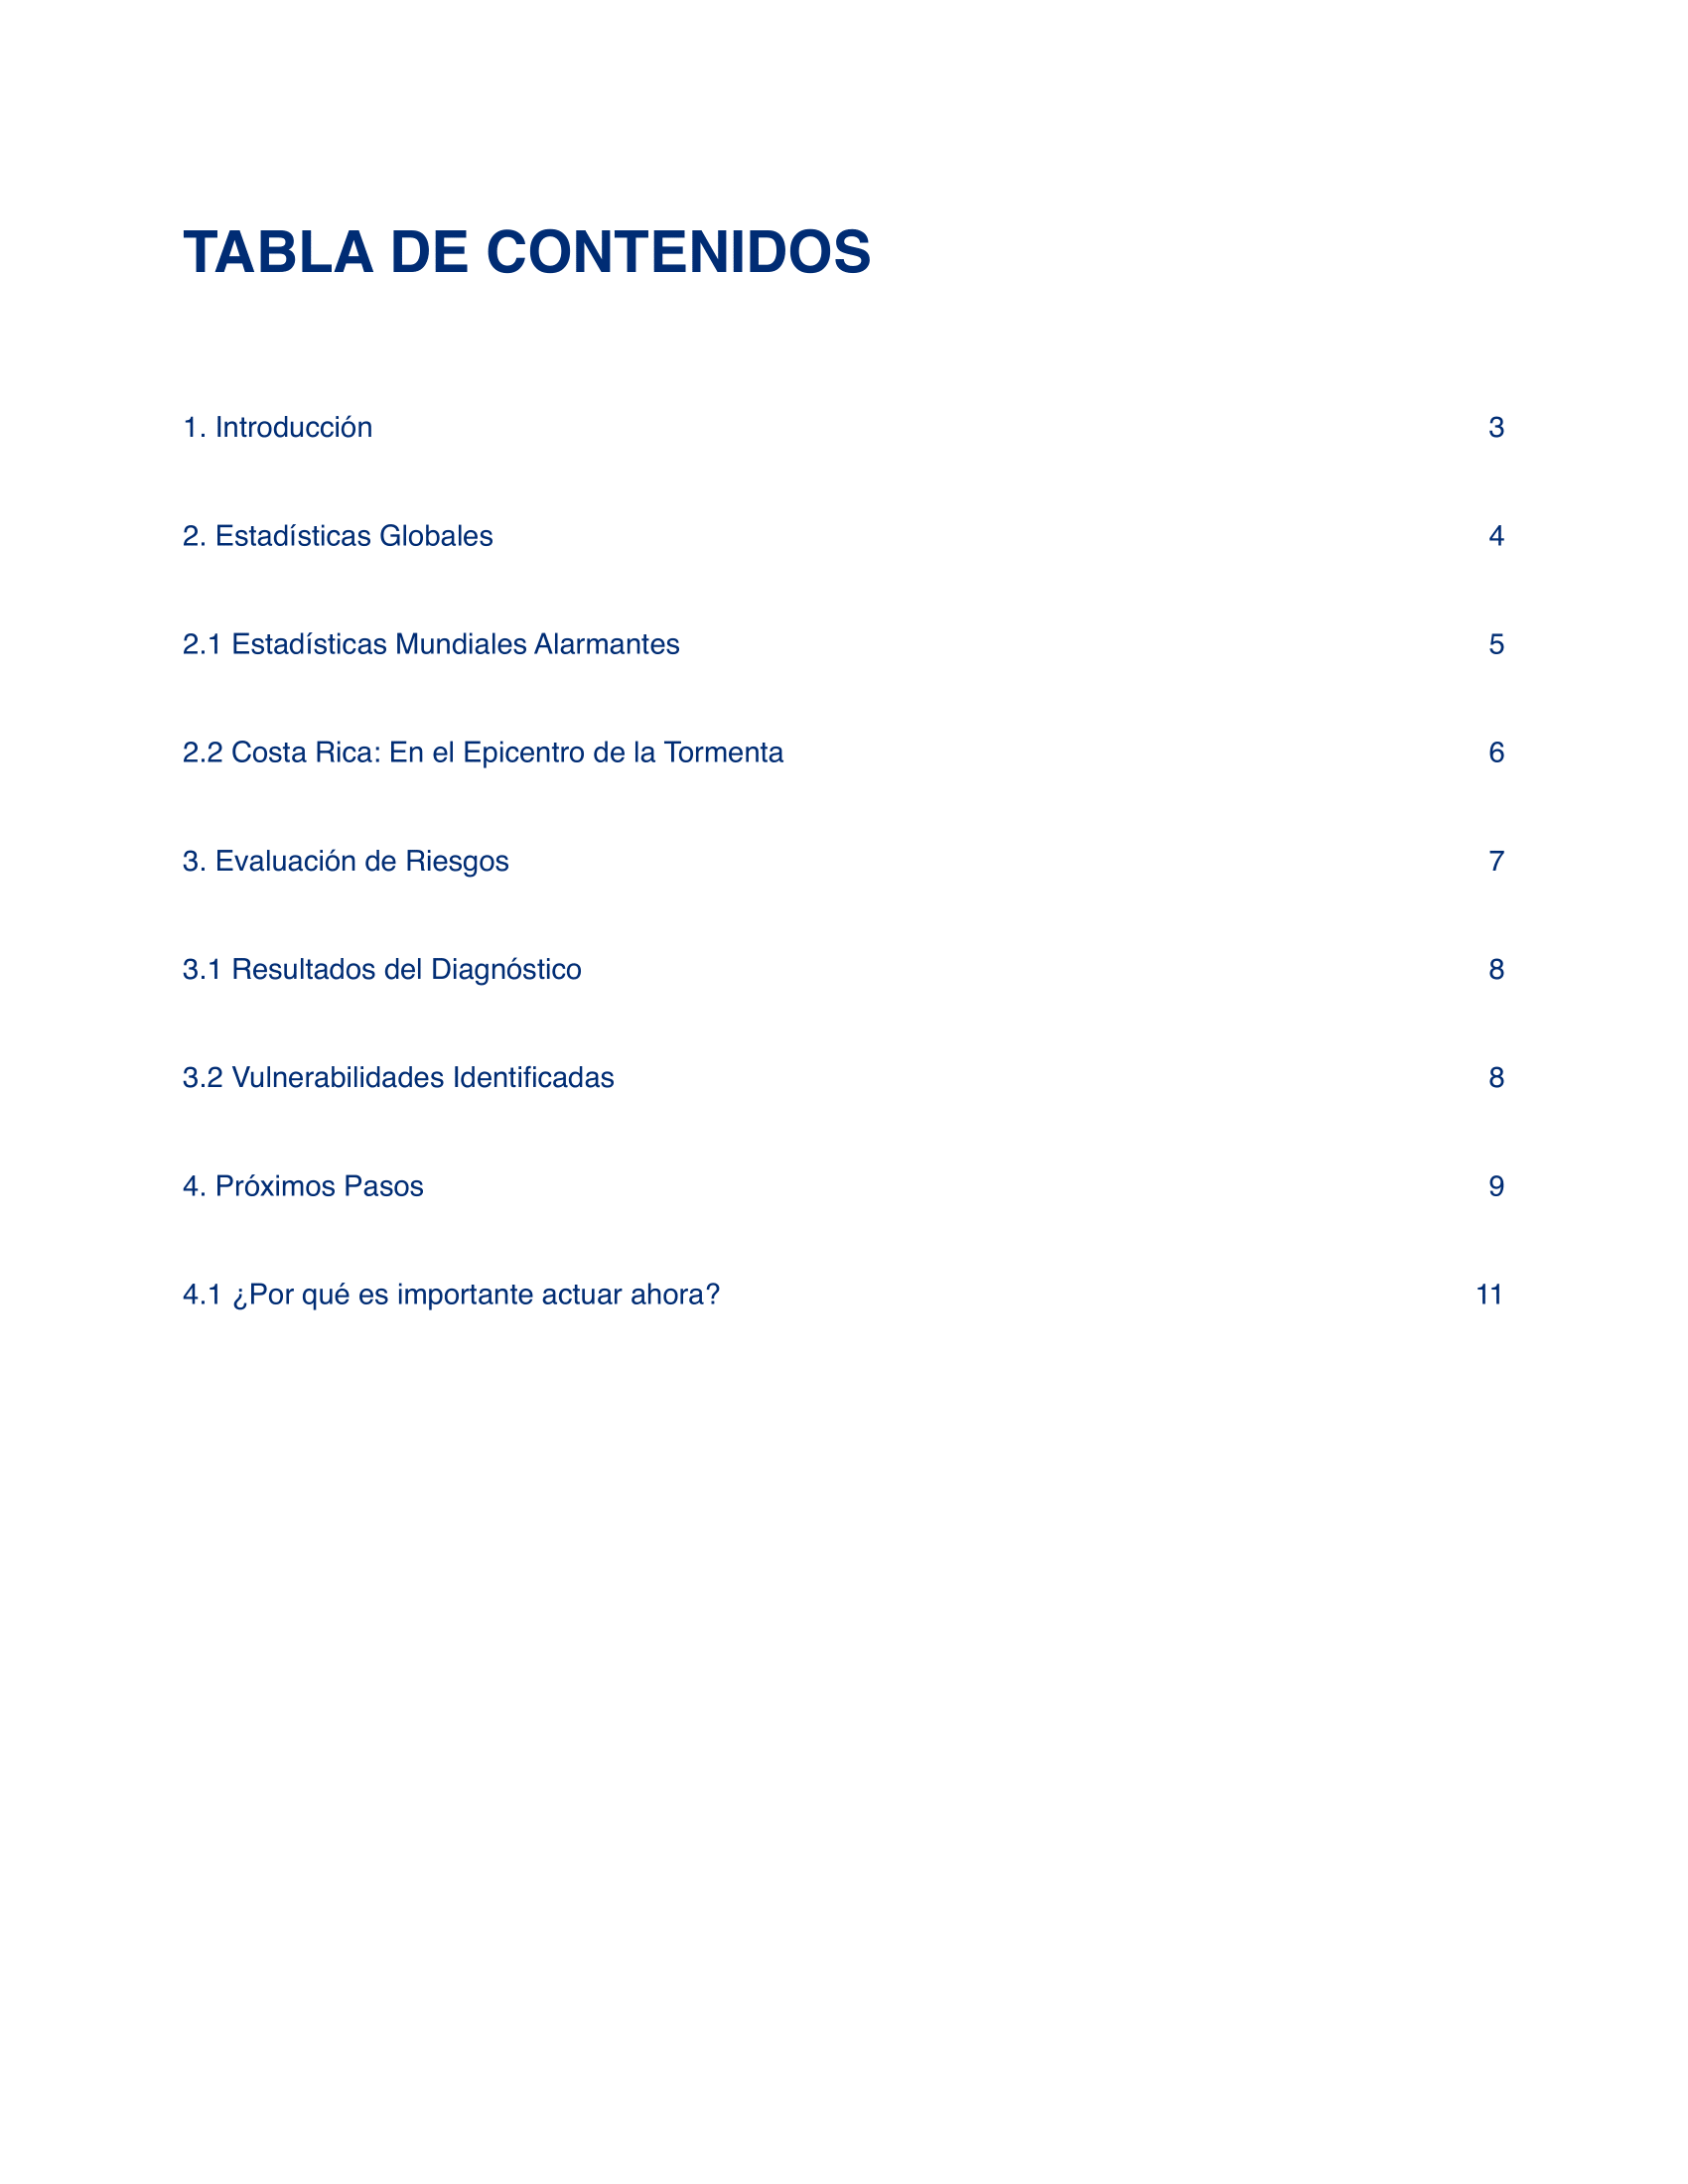 TABLA DE CONTENIDOS
1. Introducción 3
2. Estadísticas Globales 4
2.1 Estadísticas Mundiales Alarmantes 5
2.2 Costa Rica: En el Epicentro de la Tormenta 6
3. Evaluación de Riesgos 7
3.1 Resultados del Diagnóstico 8
3.2 Vulnerabilidades Identificadas 8
4. Próximos Pasos 9
4.1 ¿Por qué es importante actuar ahora? 11